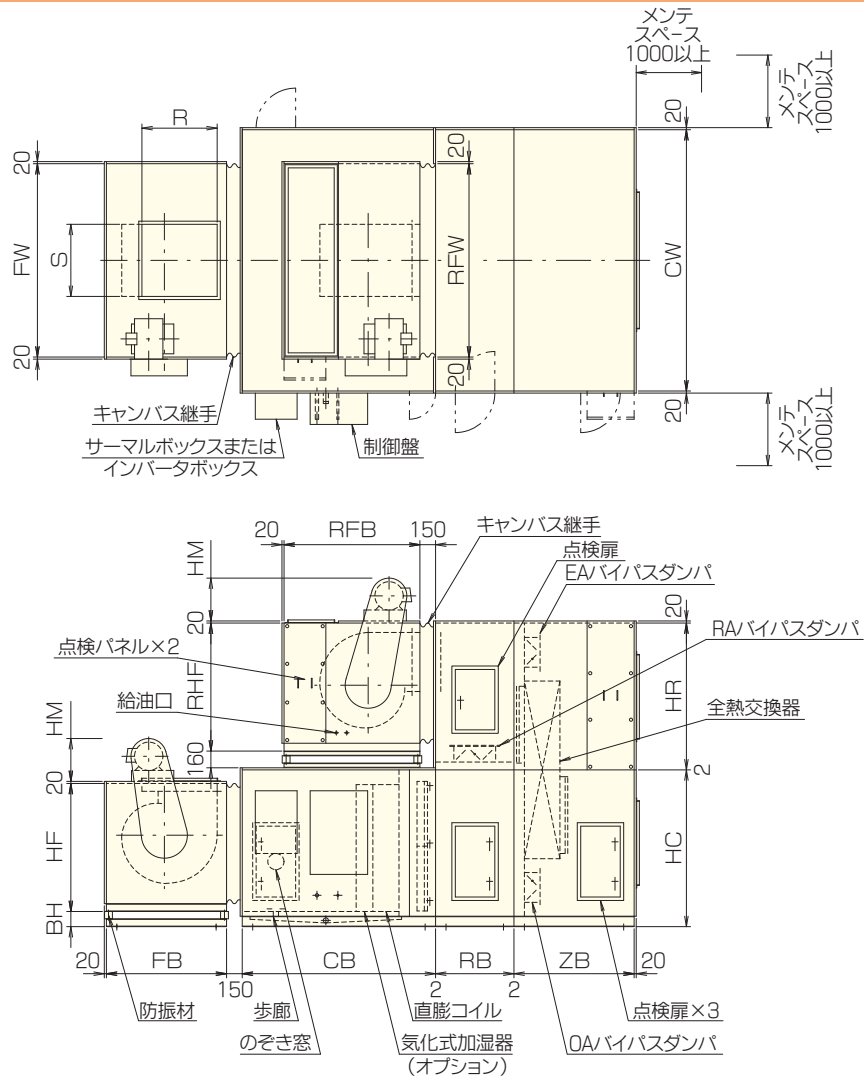 メンテ
スペース
1000以上
メンテ
スペース
1000以上
R
20
20
20
FW
S
RFW
CW
20
20
20
キャンバス継手
サーマルボックスまたは
インバータボックス
制御盤
メンテ
スペース
1000以上
20
RFB
150
キャンバス継手
点検扉
EAバイパスダンパ
HM
20
20
RAバイパスダンパ
点検パネル×2
RHF
HR
給油口
全熱交換器
HM
160
2
20
HF
HC
BH
20
FB
150
CB
2
RB
2
ZB
20
防振材
歩廊
直膨コイル
点検扉×3
のぞき窓
気化式加湿器
(オプション)
OAバイパスダンパ